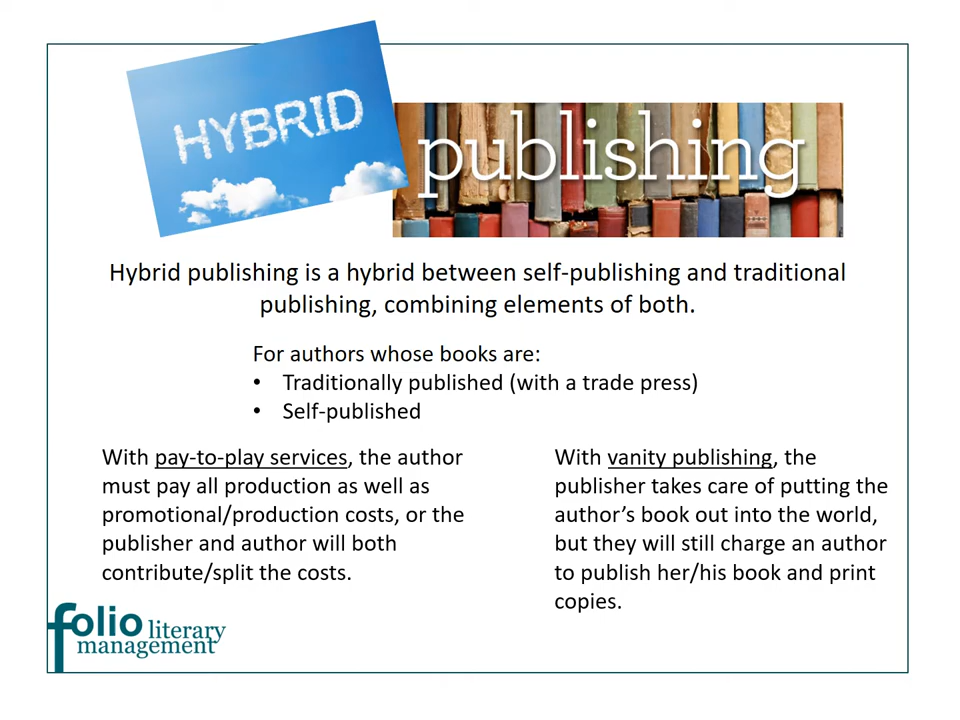 HYBRID
publishing
Hybrid publishing is a hybrid between self-publishing and traditional
publishing, combining elements of both.
For authors whose books are:
• Traditionally published (with a trade press)
• Self-published
With pay-to-play services, the author
must pay all production as well as
promotional/production costs, or the
publisher and author will both
contribute/split the costs.
With vanity publishing, the
publisher takes care of putting the
author’s book out into the world,
but they will still charge an author
to publish her/his book and print
copies.
folio literary
management